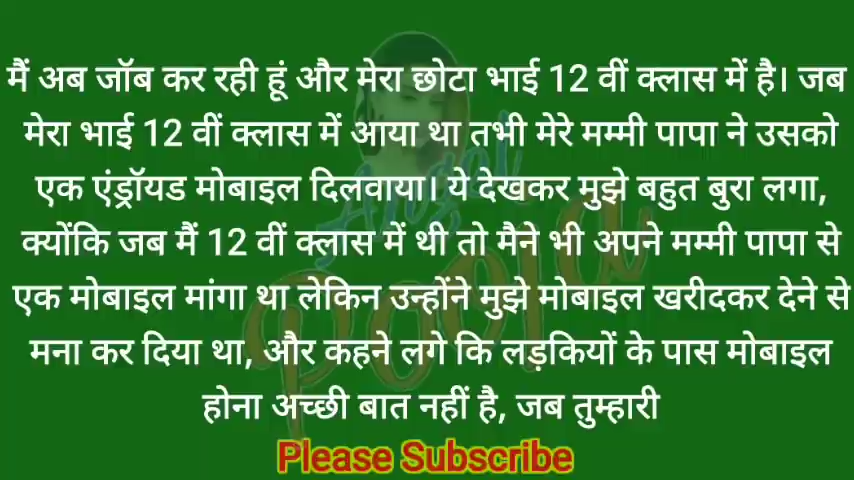 मैं अब जॉब कर रही हूं और मेरा छोटा भाई 12 वीं क्लास में है। जब
मेरा भाई 12 वीं क्लास में आया था तभी मेरे मम्मी पापा ने उसको
एक एंड्रॉयड मोबाइल दिलवाया। ये देखकर मुझे बहुत बुरा लगा,
क्योंकि जब मैं 12 वीं क्लास में थी तो मैने भी अपने मम्मी पापा से
एक मोबाइल मांगा था लेकिन उन्होंने मुझे मोबाइल खरीदकर देने से
मना कर दिया था, और कहने लगे कि लड़कियों के पास मोबाइल
होना अच्छी बात नहीं है, जब तुम्हारी
Please Subscribe